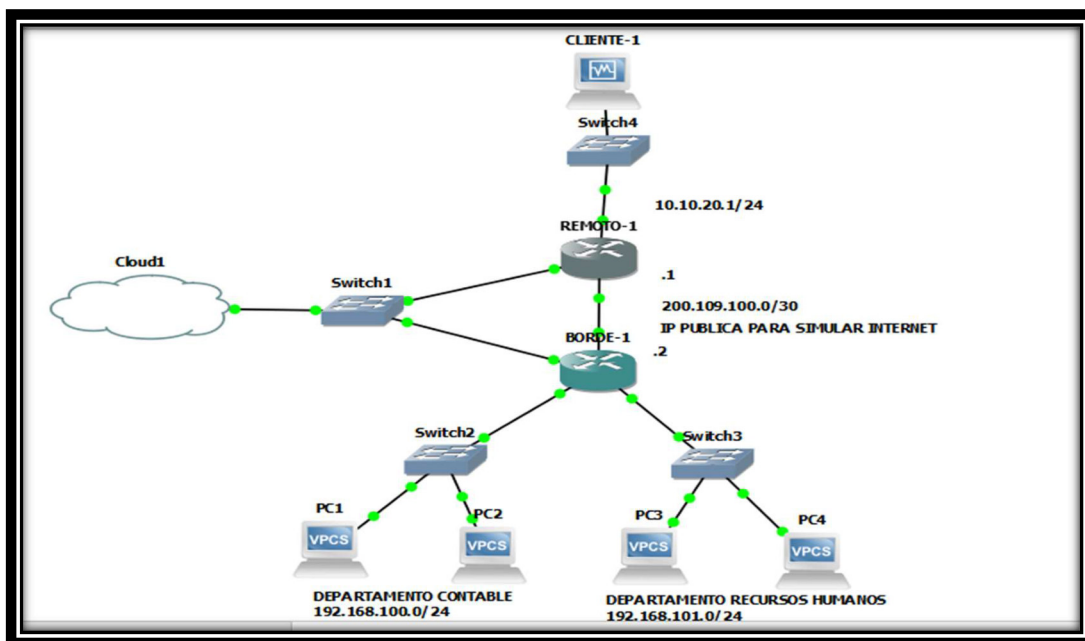 CLIENTE-1
Switch4
10.10.20.1/24
REMOTO-1
Cloud1
.1
Switch1
200.109.100.0/30
IP PUBLICA PARA SIMULAR INTERNET
BORDE-1
.2
Switch2
Switch3
PC1
PC2
PC3
PC4
VPCS
VPCS
VPCS
VPCS
DEPARTAMENTO CONTABLE
192.168.100.0/24
DEPARTAMENTO RECURSOS HUMANOS
192.168.101.0/24